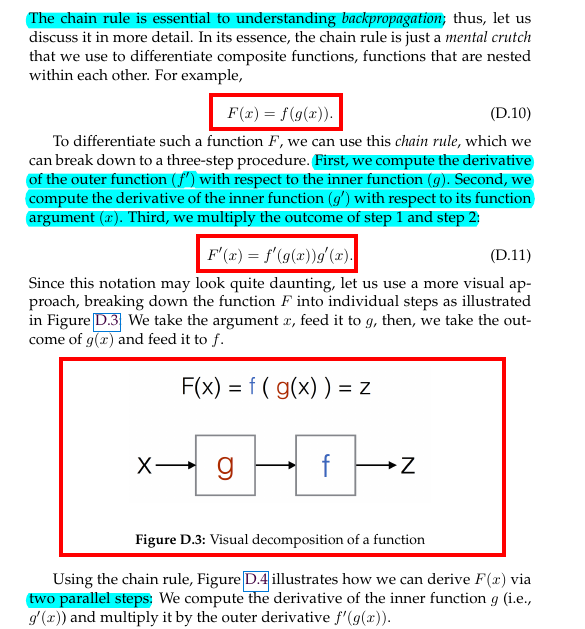 The chain rule is essential to understanding backpropagation; thus, let us
discuss it in more detail. In its essence, the chain rule is just a mental crutch
that we use to differentiate composite functions, functions that are nested
within each other. For example,
F(x) = f(g(x)). (D.10)
To differentiate such a function F, we can use this chain rule, which we
can break down to a three-step procedure. First, we compute the derivative
of the outer function (f′) with respect to the inner function (g). Second, we
compute the derivative of the inner function (g′) with respect to its function
argument (x). Third, we multiply the outcome of step 1 and step 2:
F′(x) = f′(g(x))g′(x). (D.11)
Since this notation may look quite daunting, let us use a more visual ap-
proach, breaking down the function F into individual steps as illustrated
in Figure D.3 We take the argument x, feed it to g, then, we take the out-
come of g(x) and feed it to f.
F(x) = f ( g(x) ) = z
X g f Z
Figure D.3: Visual decomposition of a function
Using the chain rule, Figure D.4 illustrates how we can derive F(x) via
two parallel steps: We compute the derivative of the inner function g (i.e.,
g′(x)) and multiply it by the outer derivative f′(g(x)).